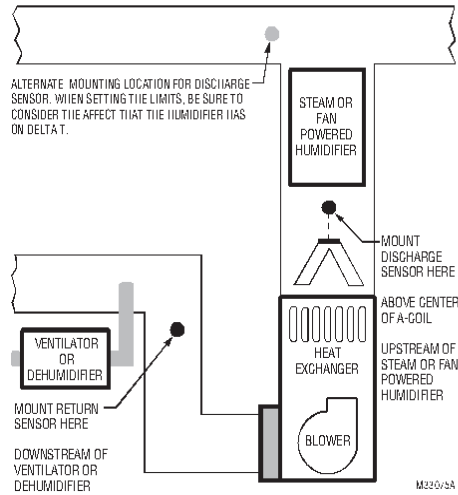 ALTERNATE MOUNTING LOCATION FOR DISCHARGE
SENSOR. WHEN SETTING THE LIMITS, BE SURE TO
CONSIDER THE AFFECT THAT THE HUMIDIFIER HAS
ON DELTA T.
STEAM OR
FAN
POWERED
HUMIDIFIER
MOUNT
DISCHARGE
SENSOR HERE
ABOVE CENTER
OF A-COIL
UPSTREAM OF
STEAM OR FAN
POWERED
HUMIDIFIER
HEAT
EXCHANGER
BLOWER
VENTILATOR
OR
DEHUMIDIFIER
MOUNT RETURN
SENSOR HERE
DOWNSTREAM OF
VENTILATOR OR
DEHUMIDIFIER
M33075A